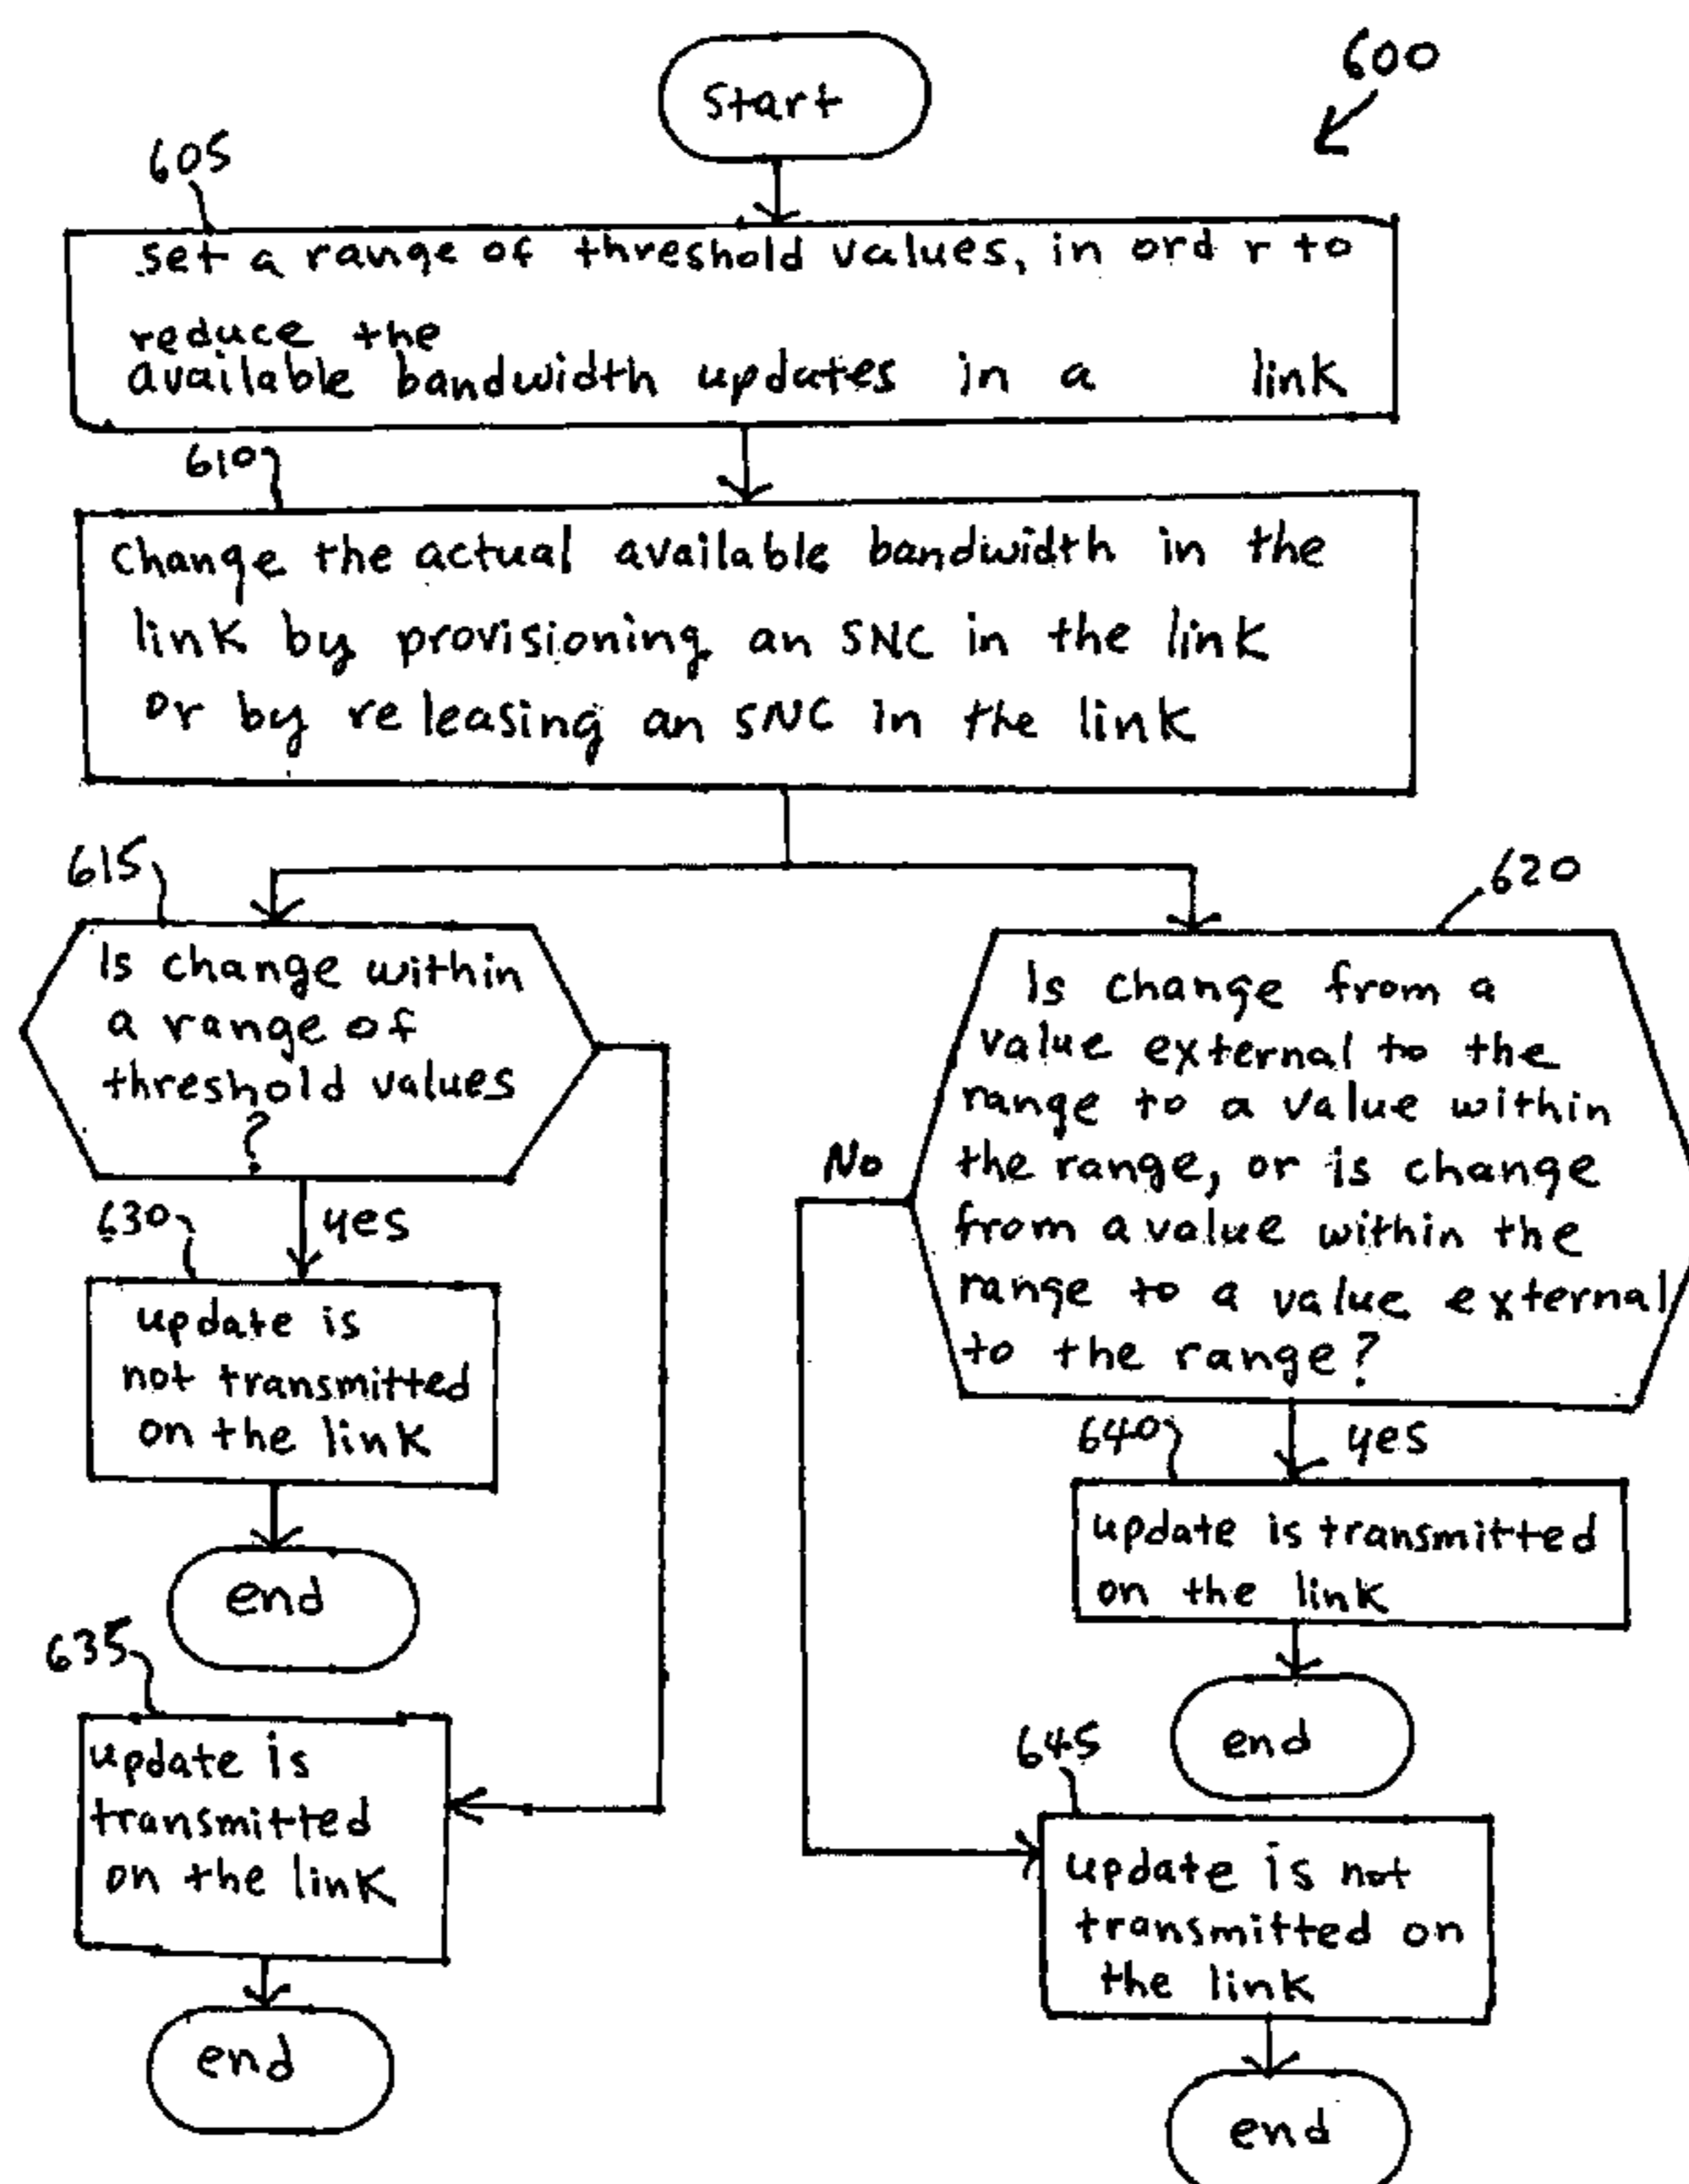 600
Start
605
set a range of threshold values, in ord r to
reduce the
available bandwidth updates in a link
610
Change the actual available bandwidth in the
link by provisioning an SNC in the link
or by releasing an SNC in the link
615
Is change within
a range of
threshold values
?
620
Is change from a
value external to the
range to a value within
the range, or is change
from a value within the
range to a value external
to the range?
No
630
yes
update is
not transmitted
on the link
end
640
yes
update is transmitted
on the link
end
635
update is
transmitted
on the link
end
645
update is not
transmitted on
the link
end